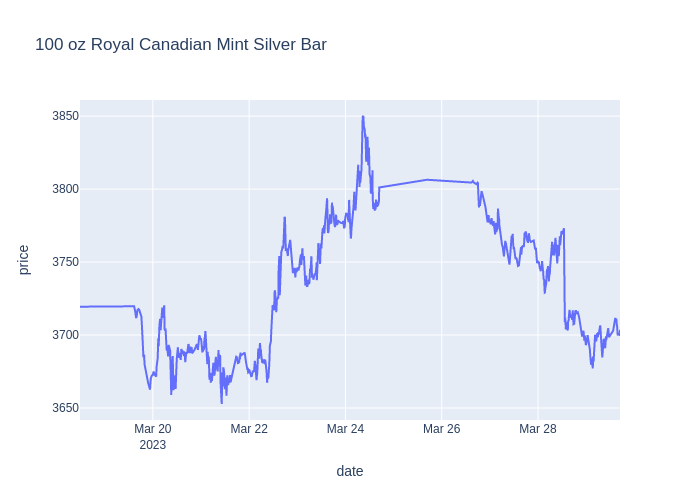 100 oz Royal Canadian Mint Silver Bar
3850
3800
3750
3700
3650
price
Mar 20
2023
Mar 22
Mar 24
Mar 26
Mar 28
date